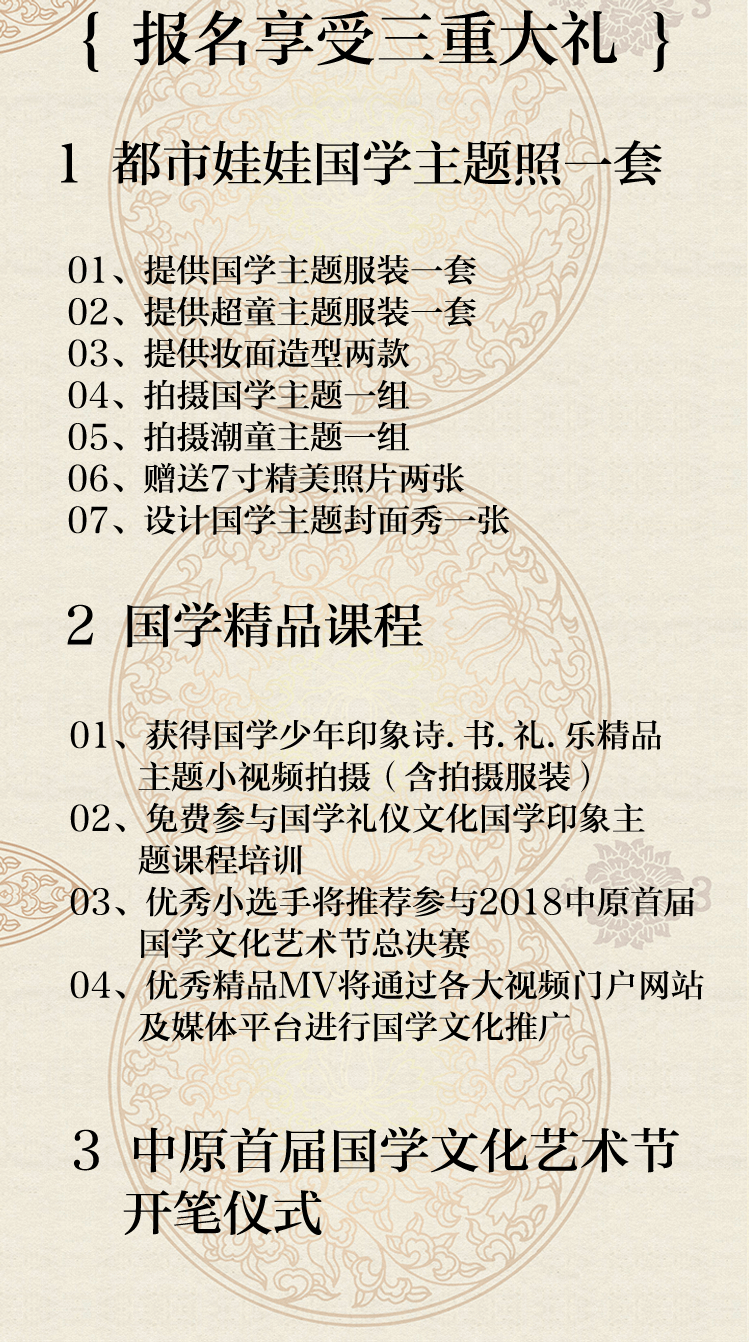 { 报名享受三重大礼 }
1 都市娃娃国学主题照一套
01、提供国学主题服装一套
02、提供超童主题服装一套
03、提供妆面造型两款
04、拍摄国学主题一组
05、拍摄潮童主题一组
06、赠送7寸精美照片两张
07、设计国学主题封面秀一张
2 国学精品课程
01、获得国学少年印象诗.书.礼.乐精品
主题小视频拍摄（含拍摄服装）
02、免费参与国学礼仪文化国学印象主
题课程培训
03、优秀小选手将推荐参与2018中原首届
国学文化艺术节总决赛
04、优秀精品MV将通过各大视频门户网站
及媒体平台进行国学文化推广
3 中原首届国学文化艺术节
开笔仪式